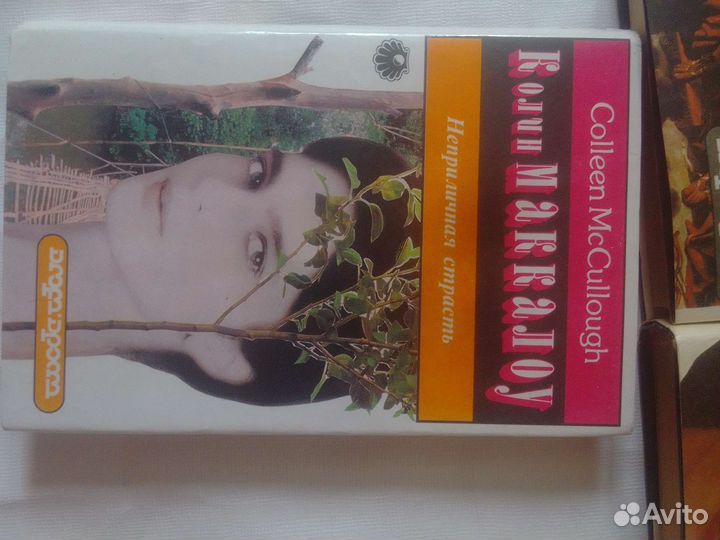 Colleen McCullough
Колин МАККАЛОУ
Неприличная страсть
Avito